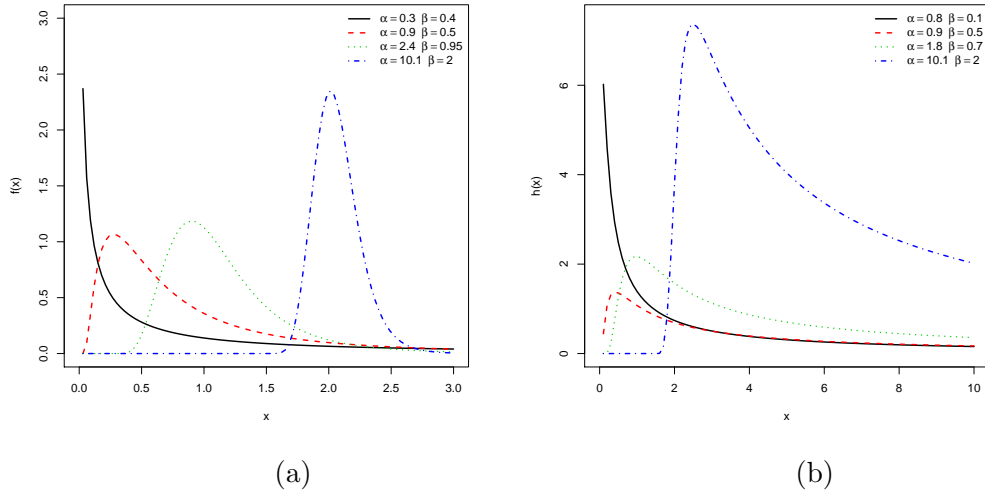 α = 0.3 β = 0.4
α = 0.9 β = 0.5
α = 2.4 β = 0.95
α = 10.1 β = 2
3.0
2.5
2.0
1.5
1.0
0.5
0.0
f(x)
0.0 0.5 1.0 1.5 2.0 2.5 3.0
x
(a)
α = 0.8 β = 0.1
α = 0.9 β = 0.5
α = 1.8 β = 0.7
α = 10.1 β = 2
6
4
2
0
h(x)
0 2 4 6 8 10
x
(b)